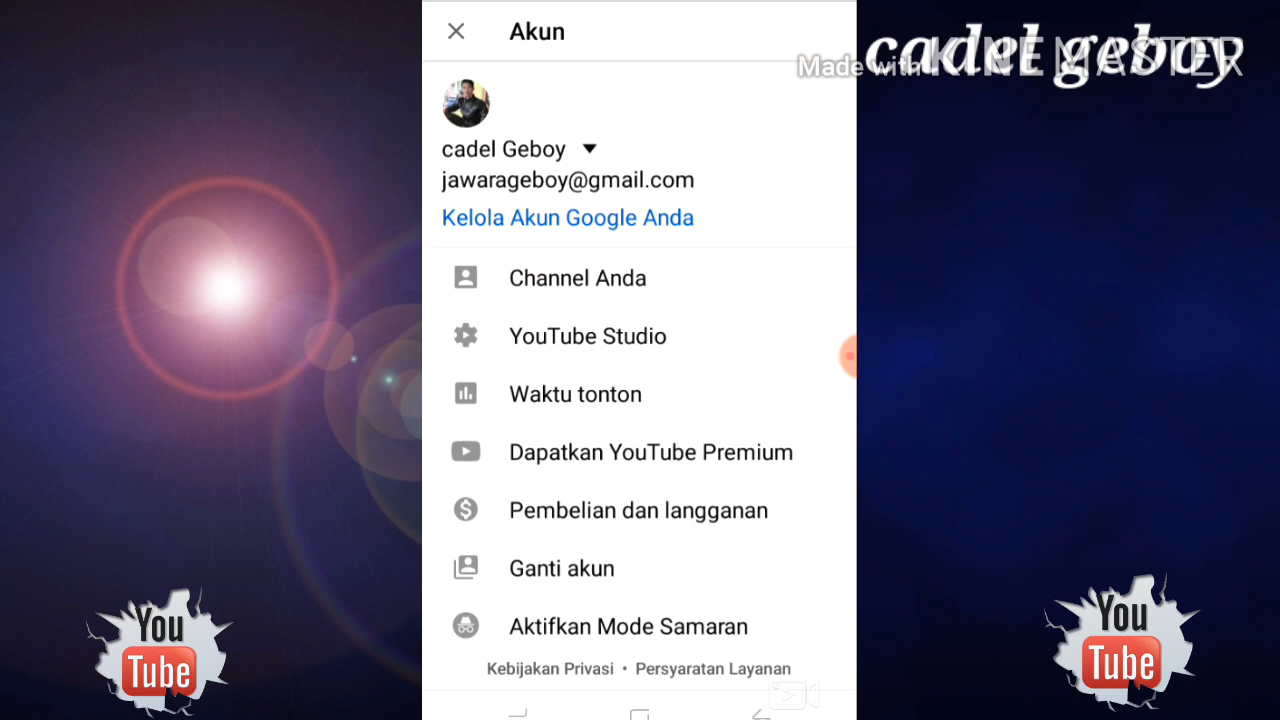 Akun
cadel geboy
Made with KINEMASTER
cadel Geboy
jawarageboy@gmail.com
Kelola Akun Google Anda
Channel Anda
YouTube Studio
Waktu tonton
Dapatkan YouTube Premium
Pembelian dan langganan
Ganti akun
Aktifkan Mode Samaran
Kebijakan Privasi • Persyaratan Layanan
You
Tube
You
Tube